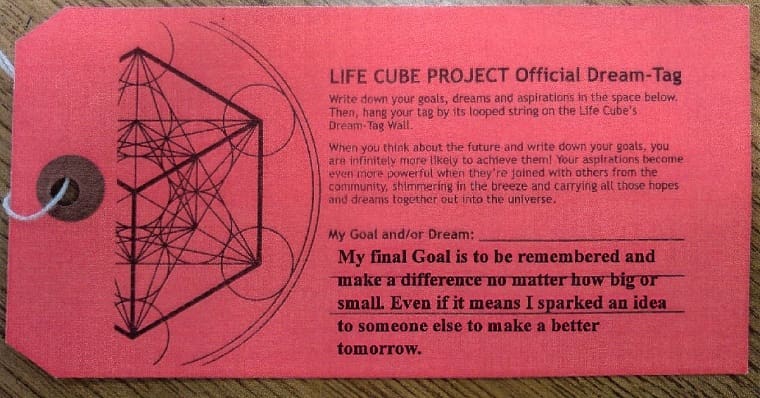 LIFE CUBE PROJECT Official Dream-Tag
Write down your goals, dreams and aspirations in the space below.
Then, hang your tag by its looped string on the Life Cube's
Dream-Tag Wall.
When you think about the future and write down your goals, you
are infinitely more likely to achieve them! Your aspirations become
even more powerful when they're joined with others from the
community, shimmering in the breeze and carrying all those hopes
and dreams together out into the universe.
My Goal and/or Dream:
My final Goal is to be remembered and
make a difference no matter how big or
small. Even if it means I sparked an idea
to someone else to make a better
tomorrow.